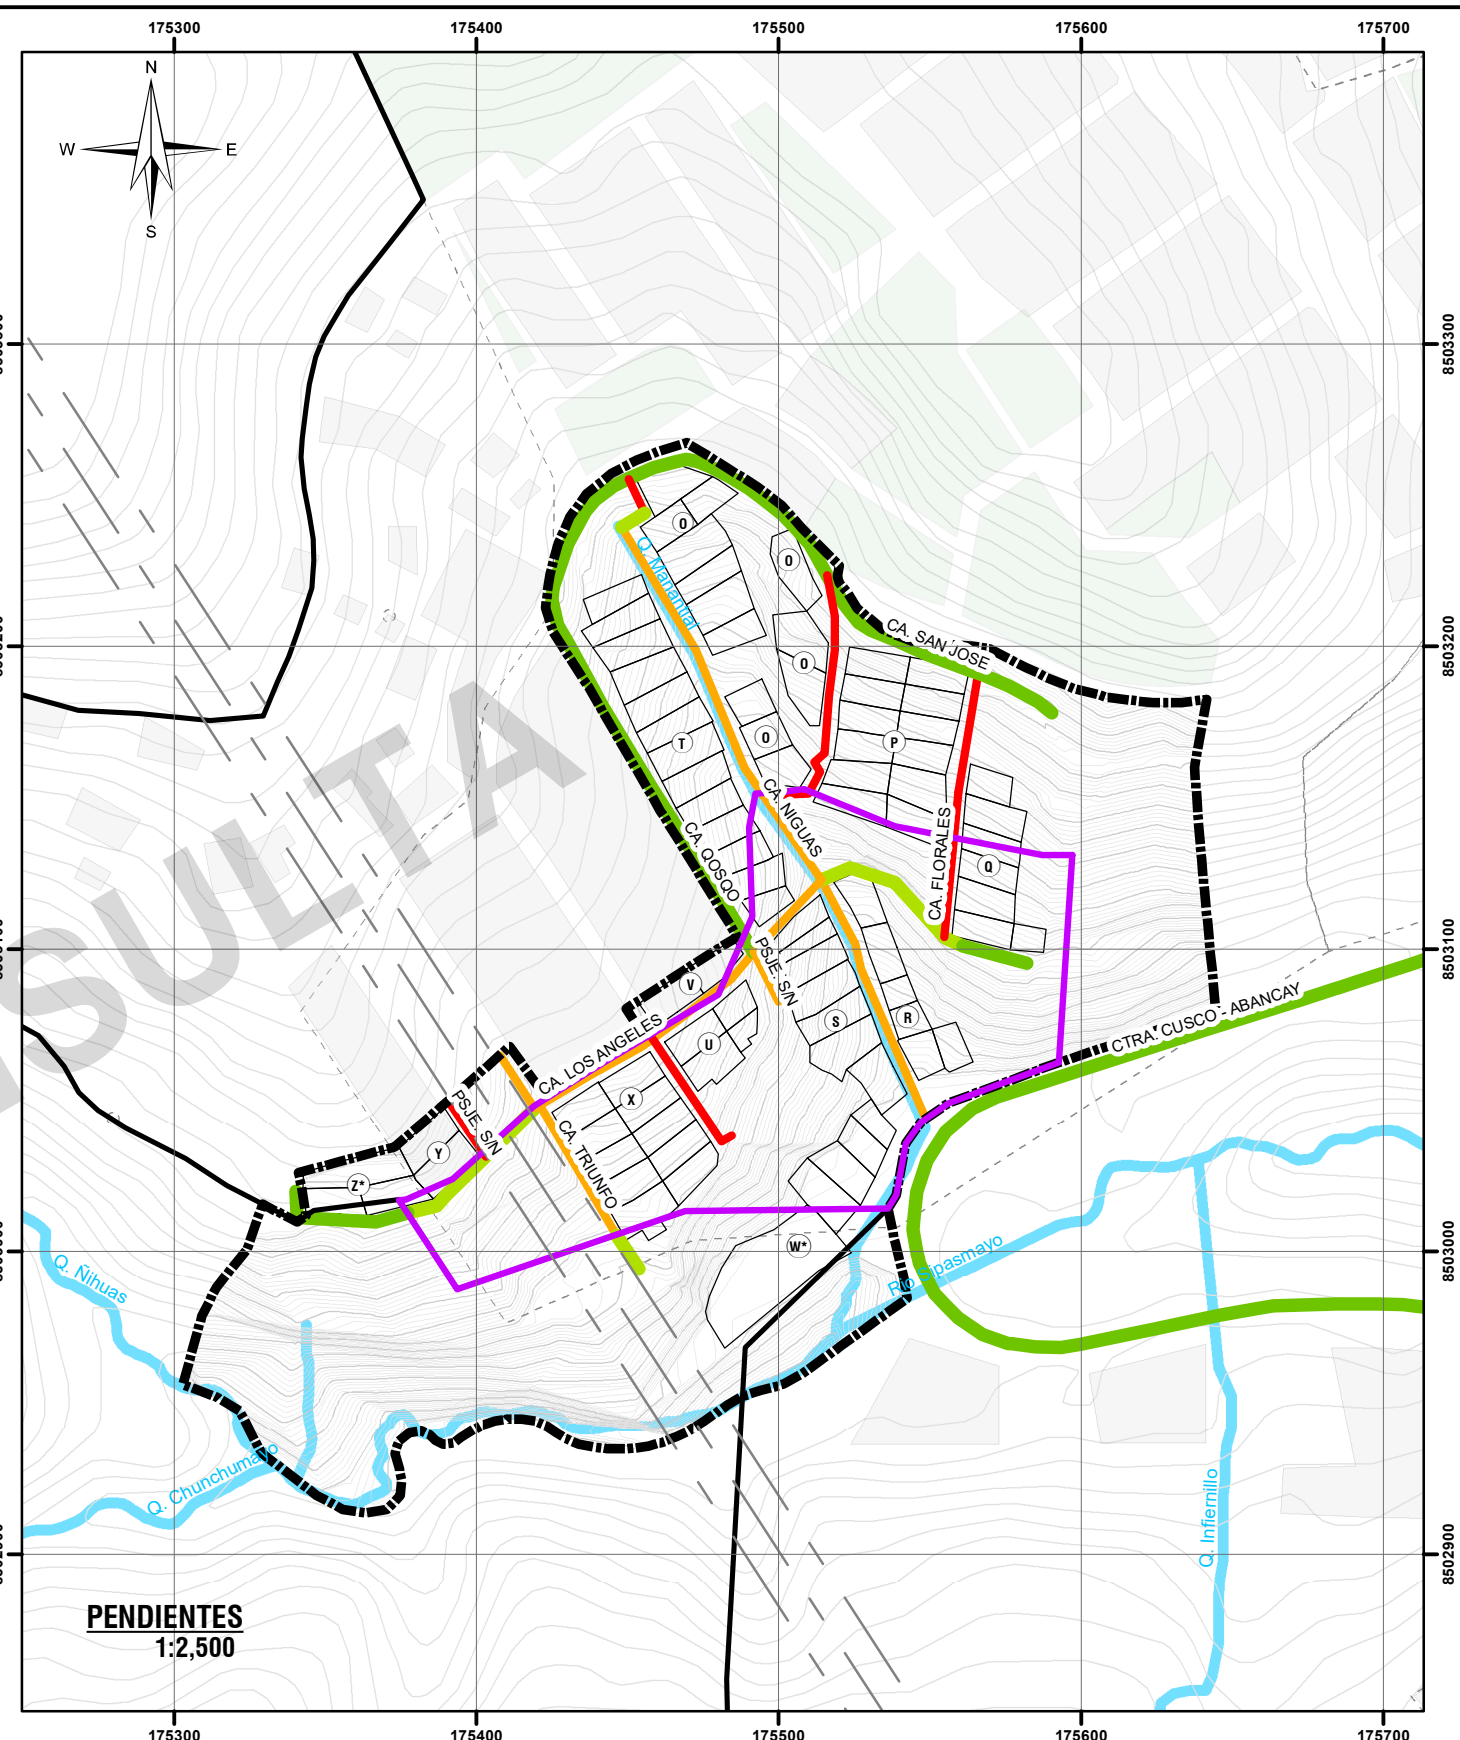 175300 175400 175500 175600 175700
N
W E
S
8503300
O
Q. Manantial
O
8503200
CA. SAN JOSE
O
T
O
P
CA. NIGUAS
CA. QOSQO
CA. FLORALES
Q
SULTA
8503100
PSJE. S/N
V
CTRA. CUSCO - ABANCAY
S
R
U
CA. LOS ANGELES
X
PSJE. S/N
CA. TRIUNFO
Y
Z*
W*
8503000
Río Sipasmayo
Q. Ñihuas
Q. Chunchumayo
Q. Infiernillo
8502900
PENDIENTES
1:2,500
175300 175400 175500 175600 175700